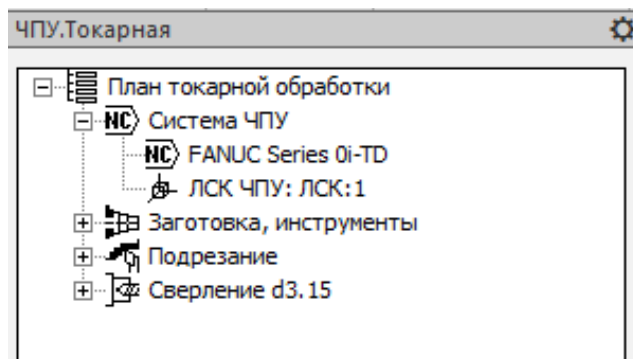 ЧПУ.Токарная
План токарной обработки
NC Система ЧПУ
NC FANUC Series 0i-TD
ЛСК ЧПУ: ЛСК:1
Заготовка, инструменты
Подрезание
Сверление d3.15